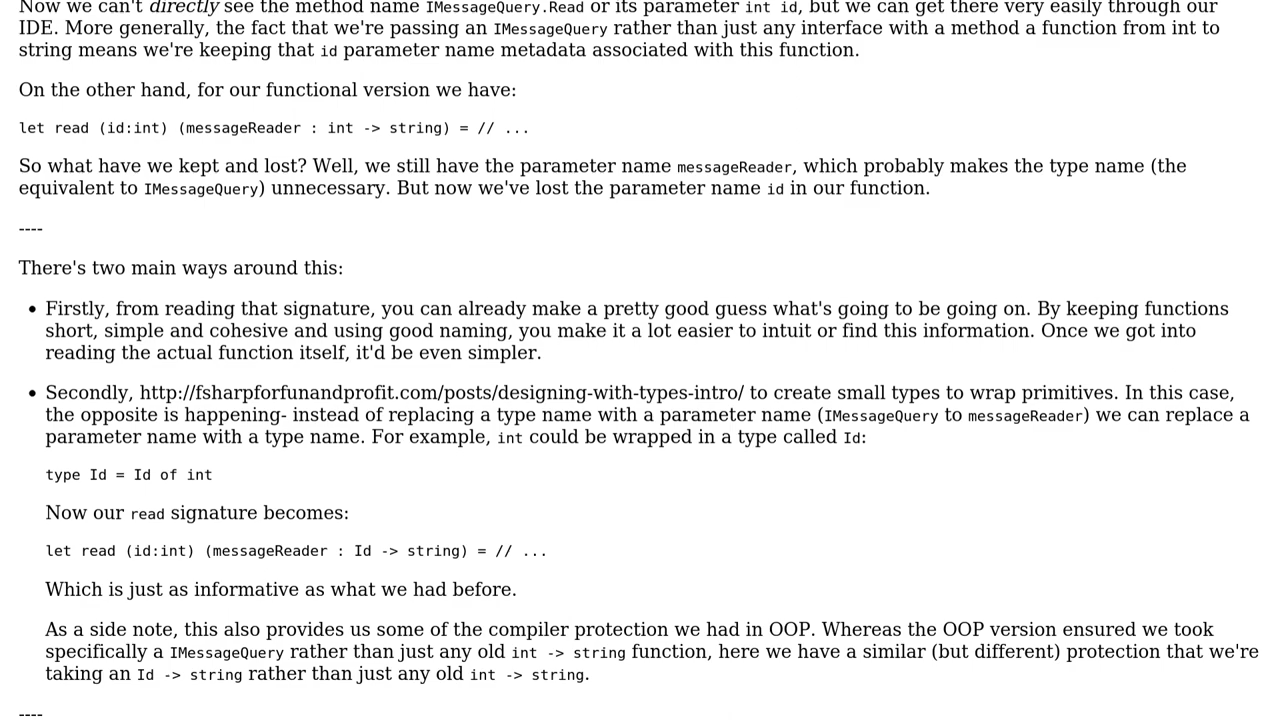 Now we can't directly see the method name IMessageQuery.Read or its parameter int id, but we can get there very easily through our
IDE. More generally, the fact that we're passing an IMessageQuery rather than just any interface with a method a function from int to
string means we're keeping that id parameter name metadata associated with this function.
On the other hand, for our functional version we have:
let read (id:int) (messageReader : int -> string) = // ...
So what have we kept and lost? Well, we still have the parameter name messageReader, which probably makes the type name (the
equivalent to IMessageQuery) unnecessary. But now we've lost the parameter name id in our function.
----
There's two main ways around this:
• Firstly, from reading that signature, you can already make a pretty good guess what's going to be going on. By keeping functions
short, simple and cohesive and using good naming, you make it a lot easier to intuit or find this information. Once we got into
reading the actual function itself, it'd be even simpler.
• Secondly, http://fsharpforfunandprofit.com/posts/designing-with-types-intro/ to create small types to wrap primitives. In this case,
the opposite is happening- instead of replacing a type name with a parameter name (IMessageQuery to messageReader) we can replace a
parameter name with a type name. For example, int could be wrapped in a type called Id:
type Id = Id of int
Now our read signature becomes:
let read (id:int) (messageReader : Id -> string) = // ...
Which is just as informative as what we had before.
As a side note, this also provides us some of the compiler protection we had in OOP. Whereas the OOP version ensured we took
specifically a IMessageQuery rather than just any old int -> string function, here we have a similar (but different) protection that we're
taking an Id -> string rather than just any old int -> string.
----